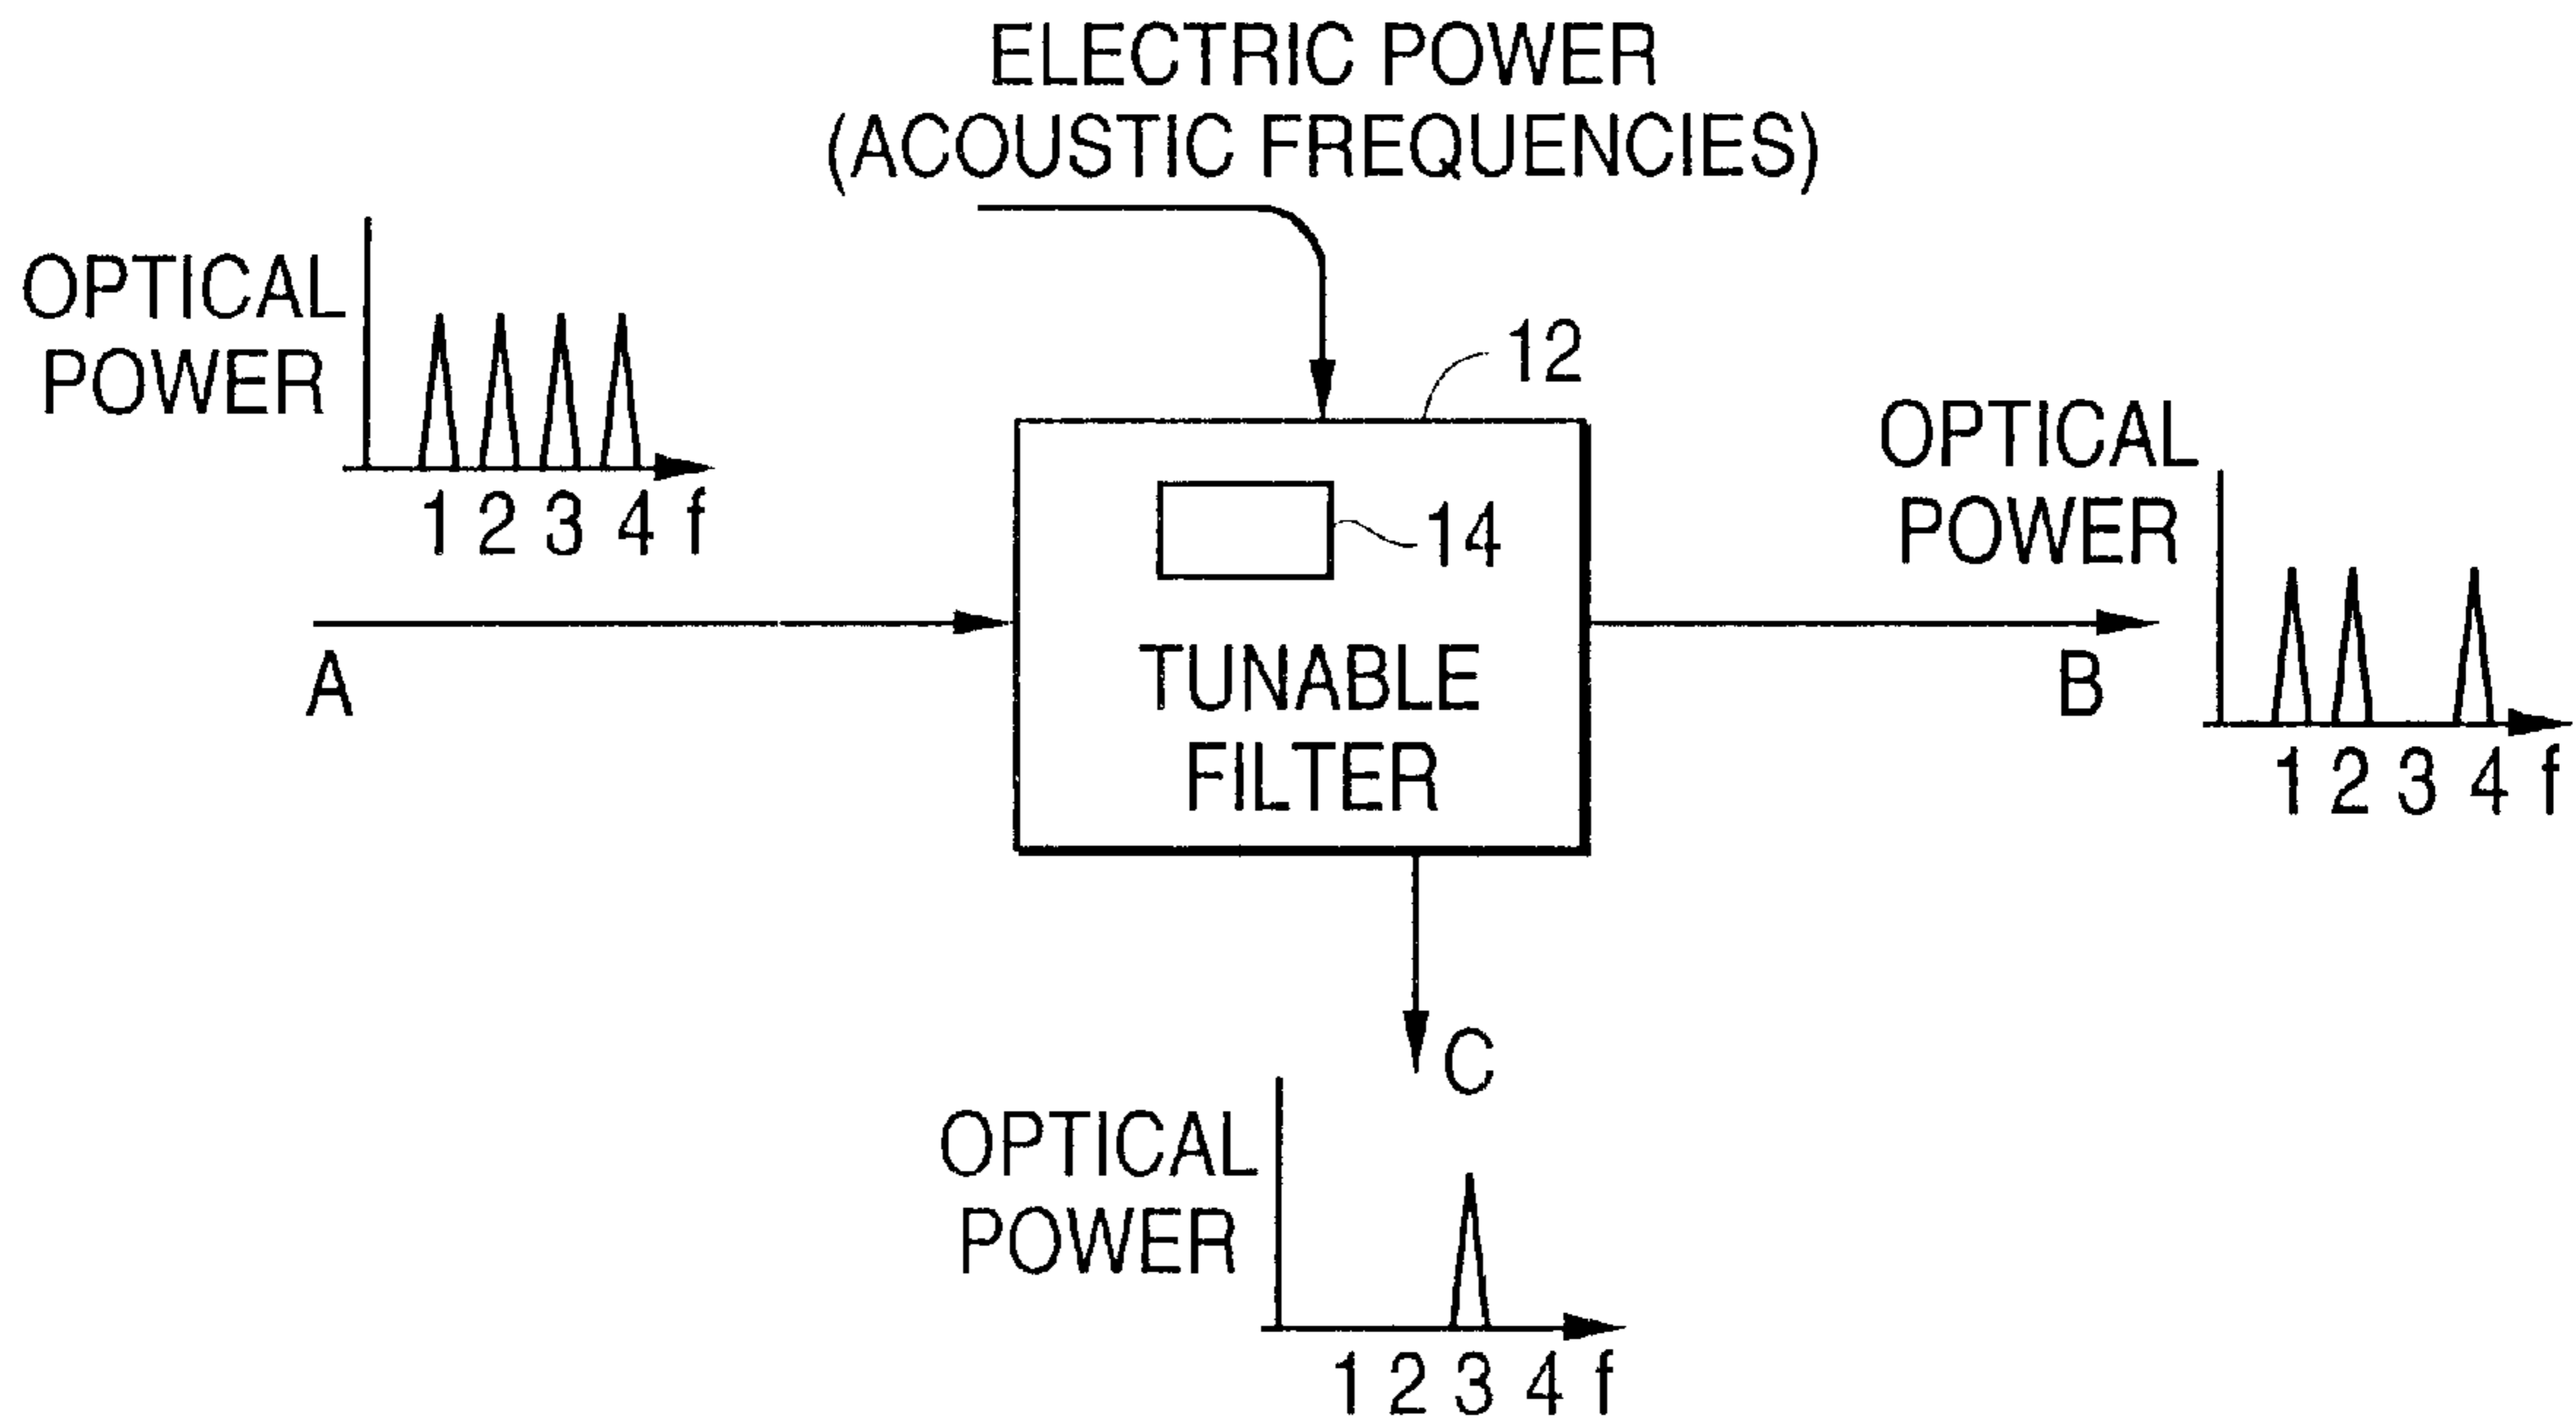 ELECTRIC POWER
(ACOUSTIC FREQUENCIES)
OPTICAL
POWER
1 2 3 4 f
12
14
A
TUNABLE
FILTER
OPTICAL
POWER
B
1 2 3 4 f
C
OPTICAL
POWER
1 2 3 4 f